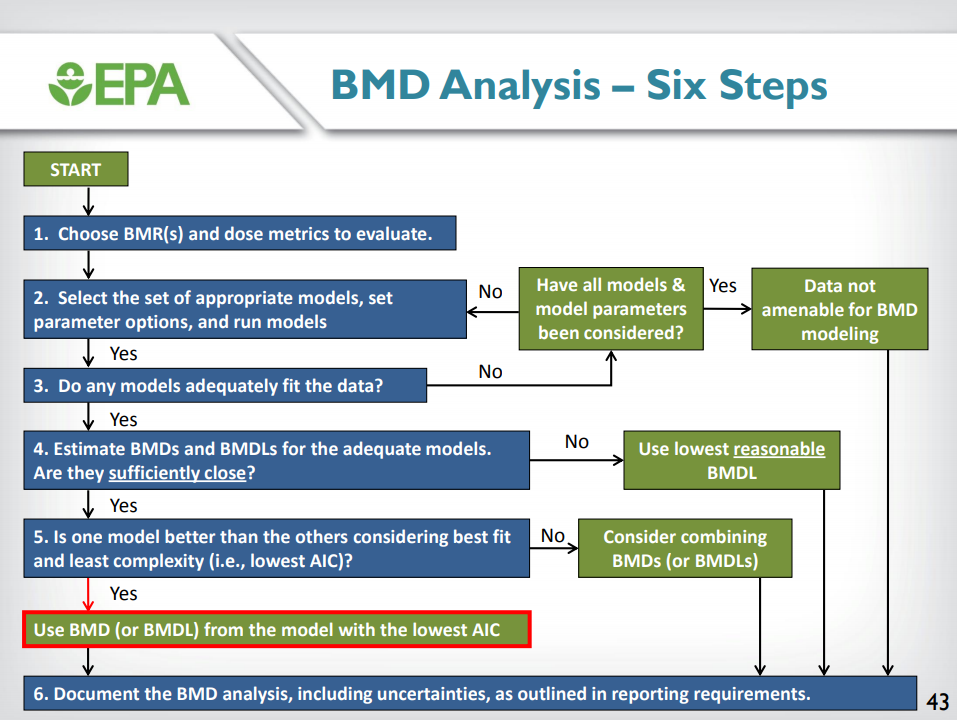 EPA
BMD Analysis – Six Steps
START
1. Choose BMR(s) and dose metrics to evaluate.
2. Select the set of appropriate models, set
parameter options, and run models
No
Have all models &
model parameters
been considered?
Yes
Data not
amenable for BMD
modeling
Yes
3. Do any models adequately fit the data?
No
Yes
4. Estimate BMDs and BMDLs for the adequate models.
Are they sufficiently close?
No
Use lowest reasonable
BMDL
Yes
5. Is one model better than the others considering best fit
and least complexity (i.e., lowest AIC)?
No
Consider combining
BMDs (or BMDLs)
Yes
Use BMD (or BMDL) from the model with the lowest AIC
6. Document the BMD analysis, including uncertainties, as outlined in reporting requirements.
43